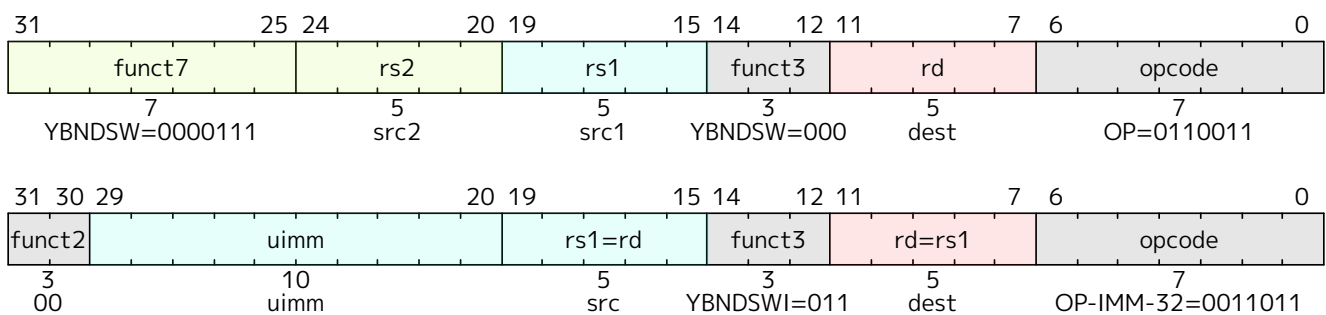 31 25 24 20 19 15 14 12 11 7 6 0
funct7 rs2 rs1 funct3 rd opcode
7 5 5 3 5 7
YBNDSW=0000111 src2 src1 YBNDSW=000 dest OP=0110011
31 30 29 20 19 15 14 12 11 7 6 0
funct2 uimm rs1=rd funct3 rd=rs1 opcode
3 10 5 3 5 7
00 uimm src YBNDSWI=011 dest OP-IMM-32=0011011